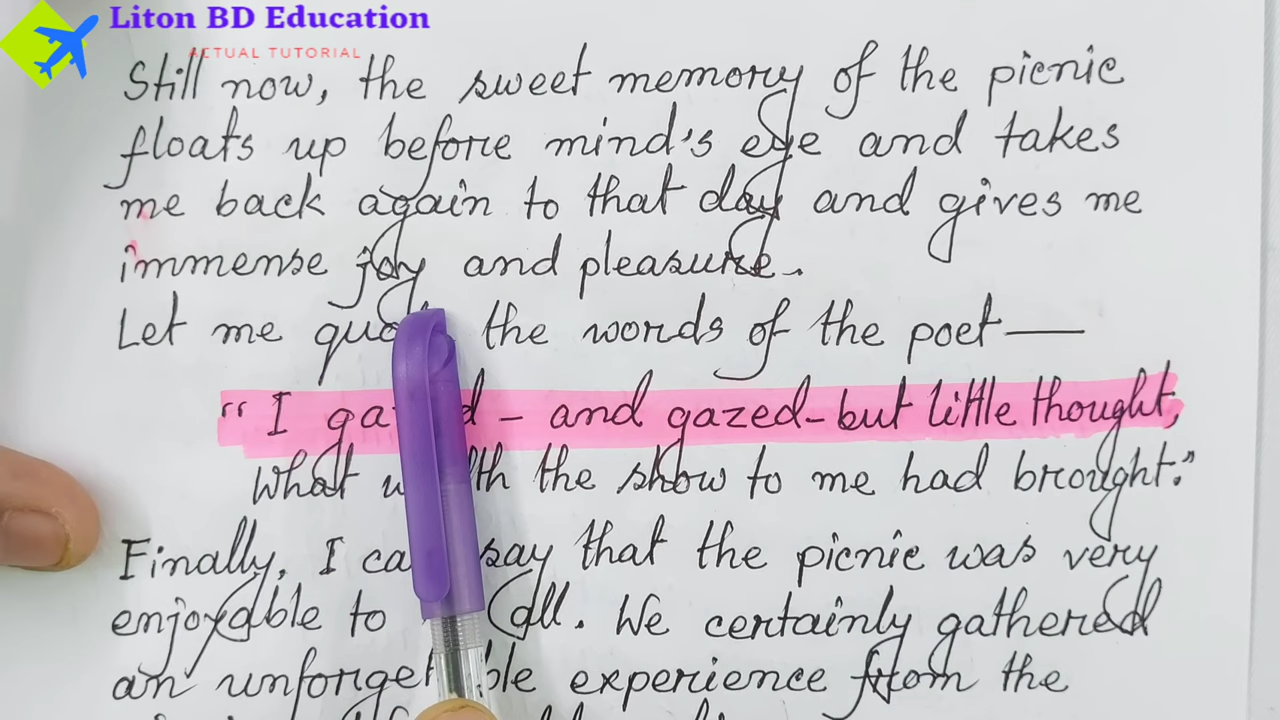 Liton BD Education
ACTUAL TUTORIAL
Still now, the sweet memory of the picnic
floats up before mind's eye and takes
me back again to that day and gives me
immense joy and pleasure.
Let me the words of the poet—
"I - and gazed-but little thought,
What the show to me had brought."
Finally, I say that the picnic was very
enjoyable to all. We certainly gathered
an experience from the